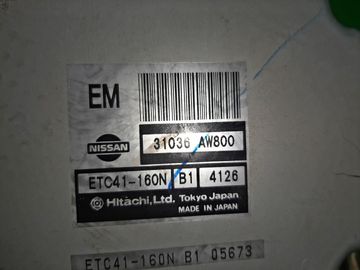 EM
NISSAN
31036 AW800
ETC41-160N B1 4126
Hitachi, Ltd. Tokyo Japan
MADE IN JAPAN
ETC41-160N B1 05673